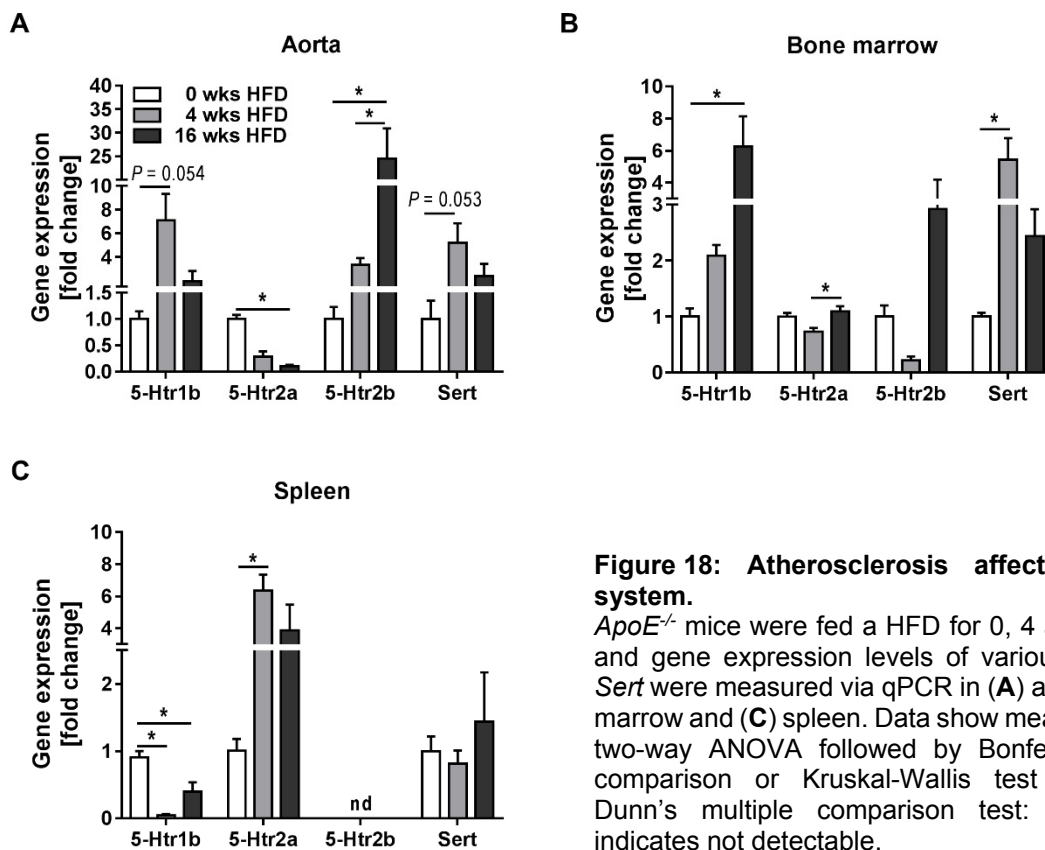 A
Aorta
Gene expression
[fold change]
40
35
30
25
20
10
8
6
4
2
1.5
1.0
0.5
0.0
0 wks HFD
4 wks HFD
16 wks HFD
P = 0.054
*
*
*
P = 0.053
5-Htr1b 5-Htr2a 5-Htr2b Sert
B
Bone marrow
Gene expression
[fold change]
10
8
6
4
3
2
1
0
*
*
*
5-Htr1b 5-Htr2a 5-Htr2b Sert
C
Spleen
Gene expression
[fold change]
10
8
6
4
2
1
0
*
*
*
nd
5-Htr1b 5-Htr2a 5-Htr2b Sert
Figure 18: Atherosclerosis affect
system.
ApoE-/- mice were fed a HFD for 0, 4
and gene expression levels of variou
Sert were measured via qPCR in (A) a
marrow and (C) spleen. Data show mea
two-way ANOVA followed by Bonfe
comparison or Kruskal-Wallis test
Dunn's multiple comparison test:
indicates not detectable.